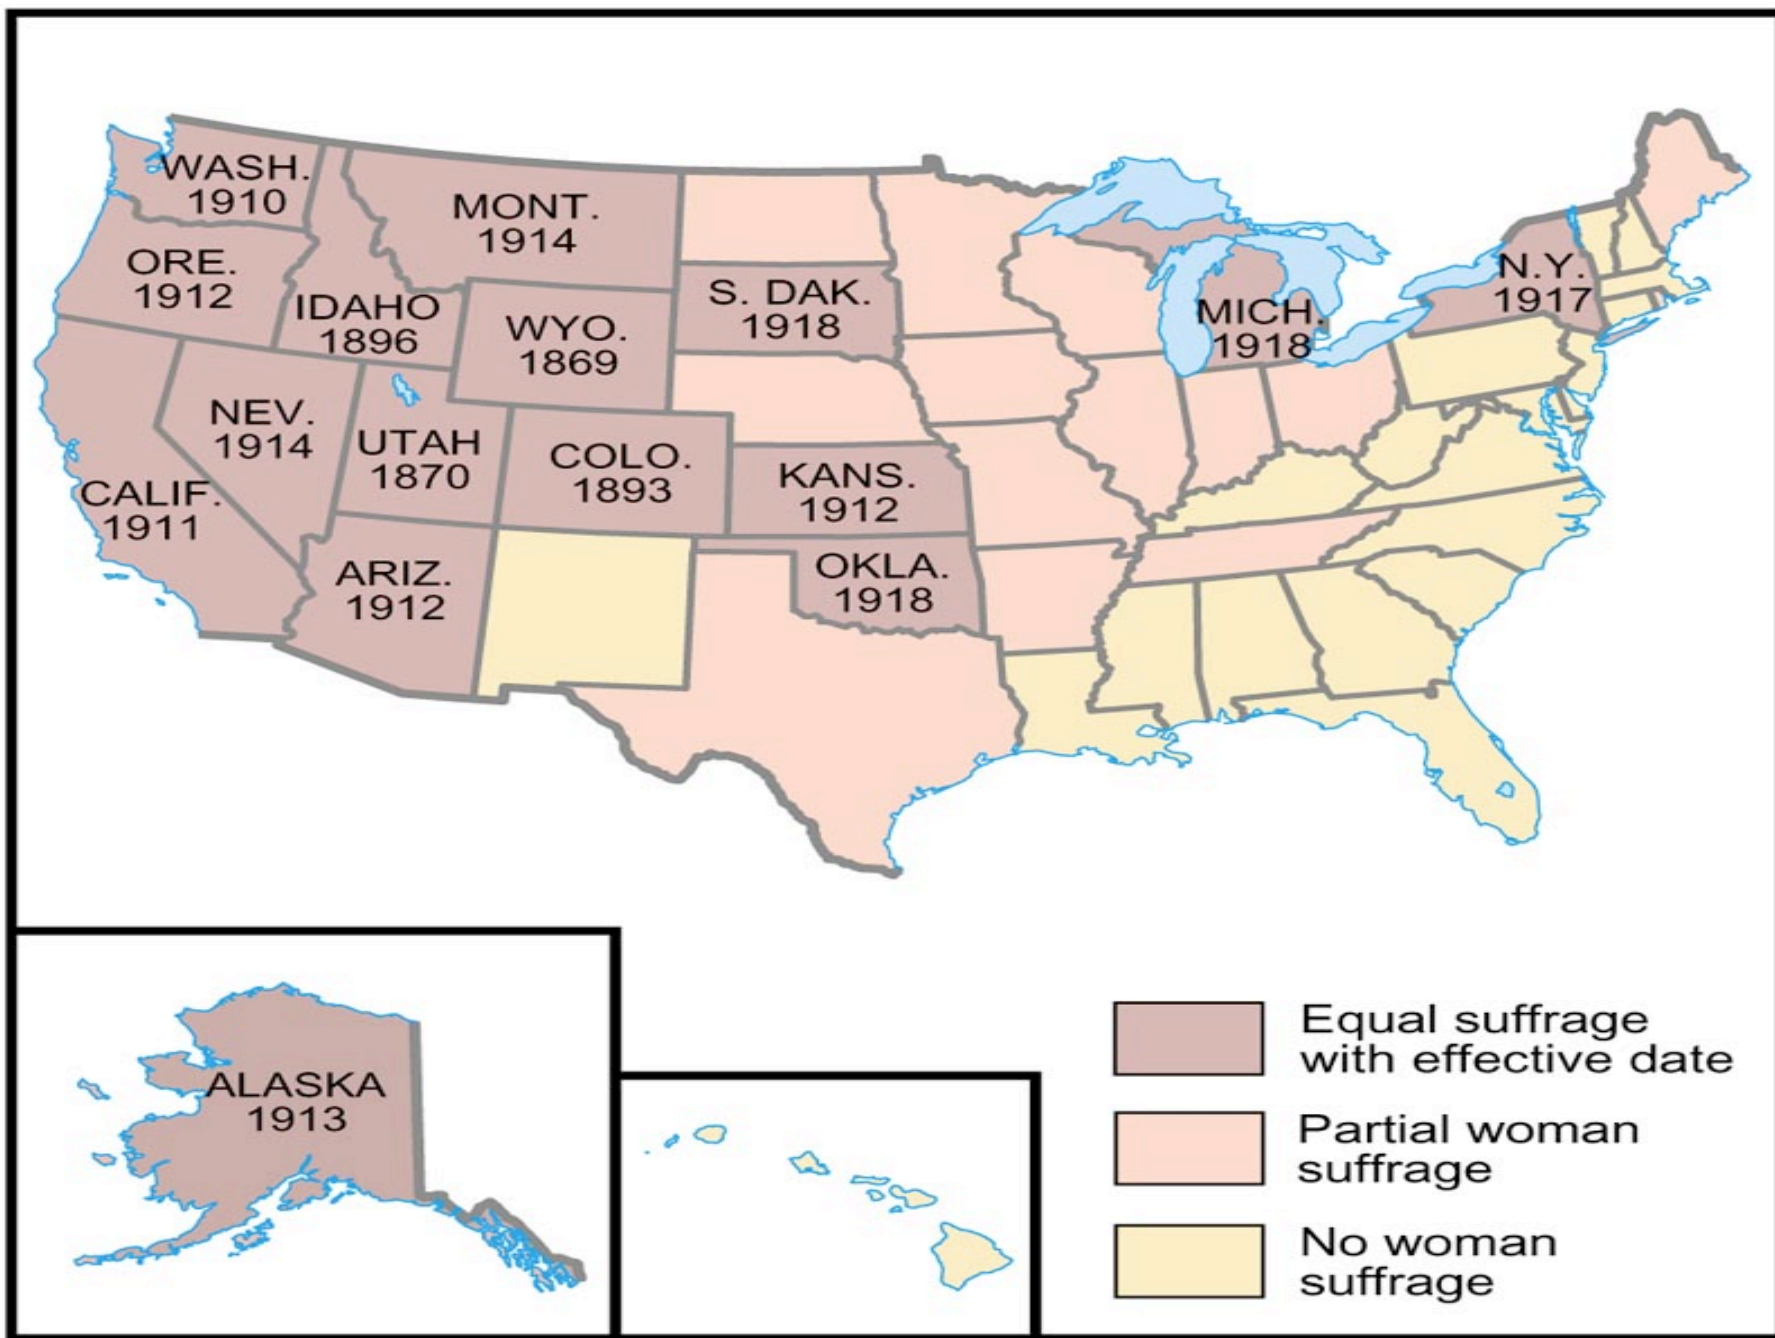 WASH.
1910
MONT.
1914
ORE.
1912
IDAHO
1896
WYO.
1869
S. DAK.
1918
MICH.
1918
N.Y.
1917
NEV.
1914
UTAH
1870
COLO.
1893
KANS.
1912
CALIF.
1911
ARIZ.
1912
OKLA.
1918
ALASKA
1913
Equal suffrage
with effective date
Partial woman
suffrage
No woman
suffrage